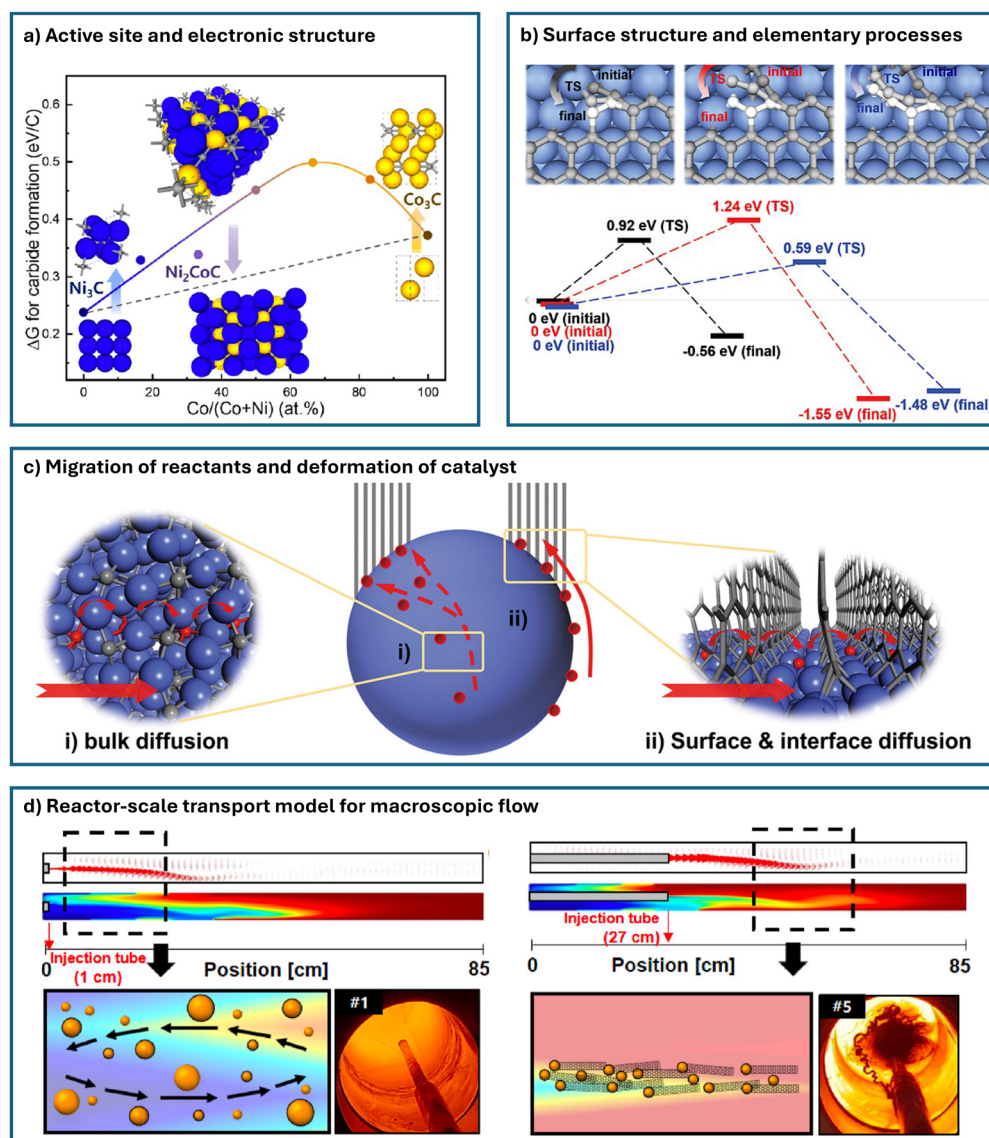 a) Active site and electronic structure
ΔG for carbide formation (eV/C)
0.6
0.5
0.4
0.3
0.2
Ni₃C
Ni₂CoC
Co₃C
0 20 40 60 80 100
Co/(Co+Ni) (at.%)
b) Surface structure and elementary processes
TS initial
final
TS initial
final
TS initial
final
0.92 eV (TS)
1.24 eV (TS)
0.59 eV (TS)
0 eV (initial)
0 eV (initial)
0 eV (initial)
-0.56 eV (final)
-1.55 eV (final)
-1.48 eV (final)
c) Migration of reactants and deformation of catalyst
i)
ii)
i) bulk diffusion
ii) Surface & interface diffusion
d) Reactor-scale transport model for macroscopic flow
Injection tube
(1 cm)
0 Position [cm] 85
#1
Injection tube
(27 cm)
0 Position [cm] 85
#5